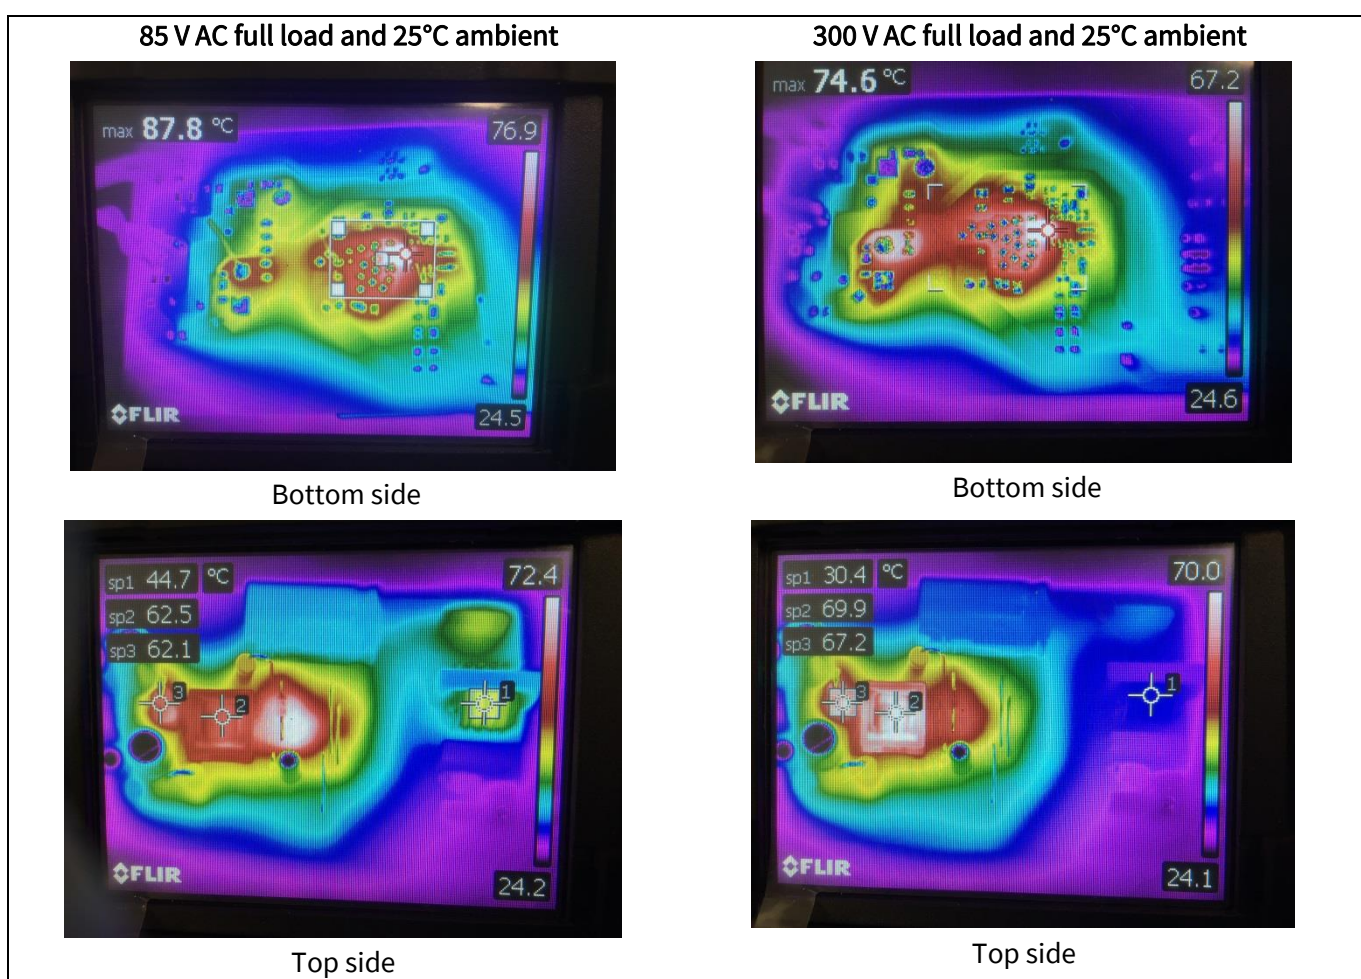 85 V AC full load and 25°C ambient
300 V AC full load and 25°C ambient
max 87.8 °C
76.9
24.5
FLIR
Bottom side
max 74.6 °C
67.2
24.6
FLIR
Bottom side
sp1 44.7 °C
sp2 62.5
sp3 62.1
72.4
3
2
1
24.2
FLIR
Top side
sp1 30.4 °C
sp2 69.9
sp3 67.2
70.0
3
2
1
24.1
FLIR
Top side